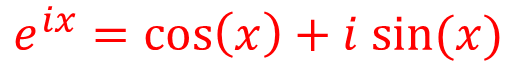 e^{ix} = cos(x) + i sin(x)